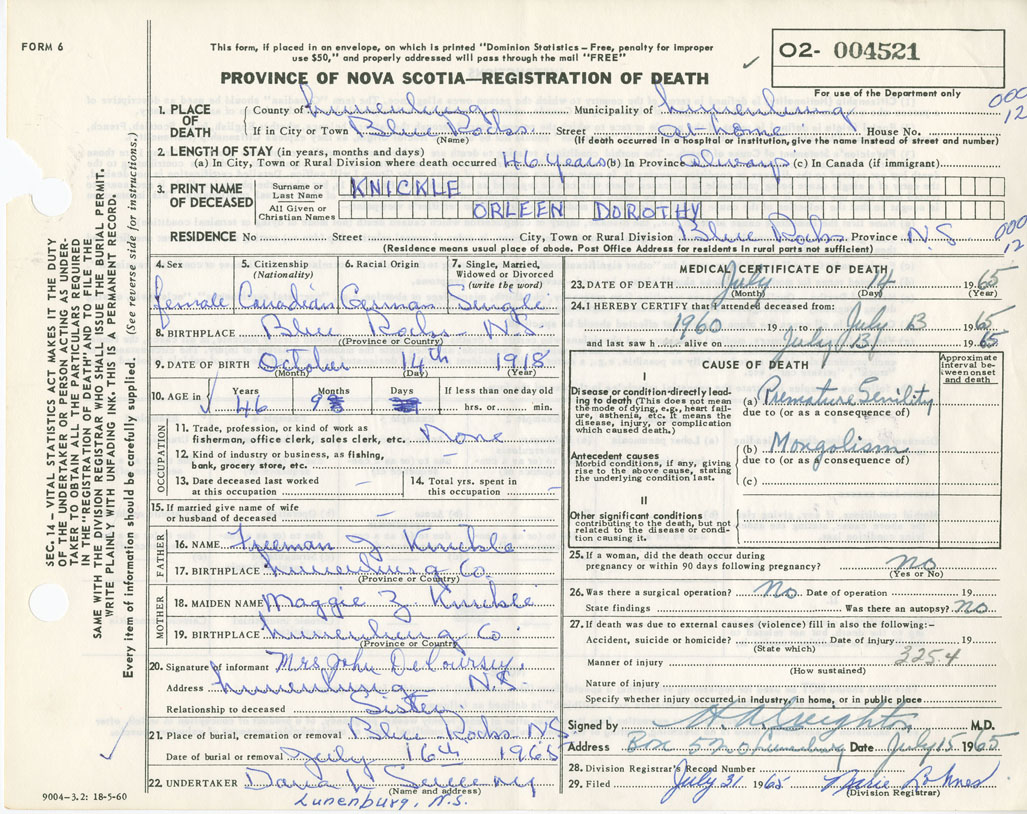 FORM 6
This form, if placed in an envelope, on which is printed "Dominion Statistics – Free, penalty for improper
use $50," and properly addressed will pass through the mail "FREE"
PROVINCE OF NOVA SCOTIA—REGISTRATION OF DEATH
O2- 004521
For use of the Department only
1. PLACE OF DEATH County of Lunenburg Municipality of Lunenburg
000
12
If in City or Town Blue Rocks Street at home House No.
(Name) (If death occurred in a hospital or institution, give the name instead of street and number)
2. LENGTH OF STAY (in years, months and days)
(a) In City, Town or Rural Division where death occurred 46 years (b) In Province always (c) In Canada (if immigrant)
3. PRINT NAME OF DECEASED
Surname or Last Name KNICKLE
All Given or Christian Names ORLEEN DOROTHY
RESIDENCE No Street City, Town or Rural Division Blue Rocks Province N.S
000
12
(Residence means usual place of abode. Post Office Address for residents in rural parts not sufficient)
4. Sex female
5. Citizenship (Nationality) Canadian
6. Racial Origin German
7. Single, Married, Widowed or Divorced (write the word) Single
8. BIRTHPLACE Blue Rocks N.S.
(Province or Country)
9. DATE OF BIRTH October 14th 1918
(Month) (Day) (Year)
10. AGE in Years Months Days If less than one day old
46 9 hrs. or min.
OCCUPATION
11. Trade, profession, or kind of work as
fisherman, office clerk, sales clerk, etc. none
12. Kind of industry or business, as fishing,
bank, grocery store, etc. –
13. Date deceased last worked
at this occupation –
14. Total yrs. spent in
this occupation –
15. If married give name of wife
or husband of deceased –
FATHER
16. NAME Freeman J Knickle
17. BIRTHPLACE Lunenburg Co.
(Province or Country)
MOTHER
18. MAIDEN NAME Maggie Z Knickle
19. BIRTHPLACE Lunenburg Co
(Province or Country)
20. Signature of informant Mrs John DeCoursey
Address Lunenburg N.S.
Relationship to deceased Sister
21. Place of burial, cremation or removal Blue Rocks NS
Date of burial or removal July 16th 1965
22. UNDERTAKER
(Name and address)
Lunenburg, N.S.
MEDICAL CERTIFICATE OF DEATH
23. DATE OF DEATH July 14 1965
(Month) (Day) (Year)
24. I HEREBY CERTIFY that I attended deceased from:
1960 19 to July 13 1965
and last saw h alive on July 13 1965
CAUSE OF DEATH
Approximate interval between onset and death
I
Disease or condition directly leading to death (This does not mean the mode of dying, e.g., heart failure, asthenia, etc. It means the disease, injury, or complication which caused death.)
(a) Premature Senility
due to (or as a consequence of)
Antecedent causes
Morbid conditions, if any, giving rise to the above cause, stating the underlying condition last.
(b) Mongolism
due to (or as a consequence of)
(c)
II
Other significant conditions
contributing to the death, but not related to the disease or condition causing it.
25. If a woman, did the death occur during
pregnancy or within 90 days following pregnancy? no
(Yes or No)
26. Was there a surgical operation? No. Date of operation 19
State findings Was there an autopsy? no
27. If death was due to external causes (violence) fill in also the following:–
Accident, suicide or homicide? Date of injury 19
(State which)
3254
Manner of injury
(How sustained)
Nature of injury
Specify whether injury occurred in industry, in home, or in public place
Signed by H A Creighton M.D.
Address Box 520 Lunenburg Date July 15 1965
28. Division Registrar's Record Number
29. Filed July 31 1965
(Division Registrar)
SEC. 14 – VITAL STATISTICS ACT MAKES IT THE DUTY
OF THE UNDERTAKER OR PERSON ACTING AS UNDER-
TAKER TO OBTAIN ALL THE PARTICULARS REQUIRED
IN THE "REGISTRATION OF DEATH" AND TO FILE THE
SAME WITH THE DIVISION REGISTRAR WHO SHALL ISSUE THE BURIAL PERMIT.
WRITE PLAINLY WITH UNFADING INK. THIS IS A PERMANENT RECORD.
Every item of information should be carefully supplied. (See reverse side for instructions.)
9004-3.2: 18-5-60